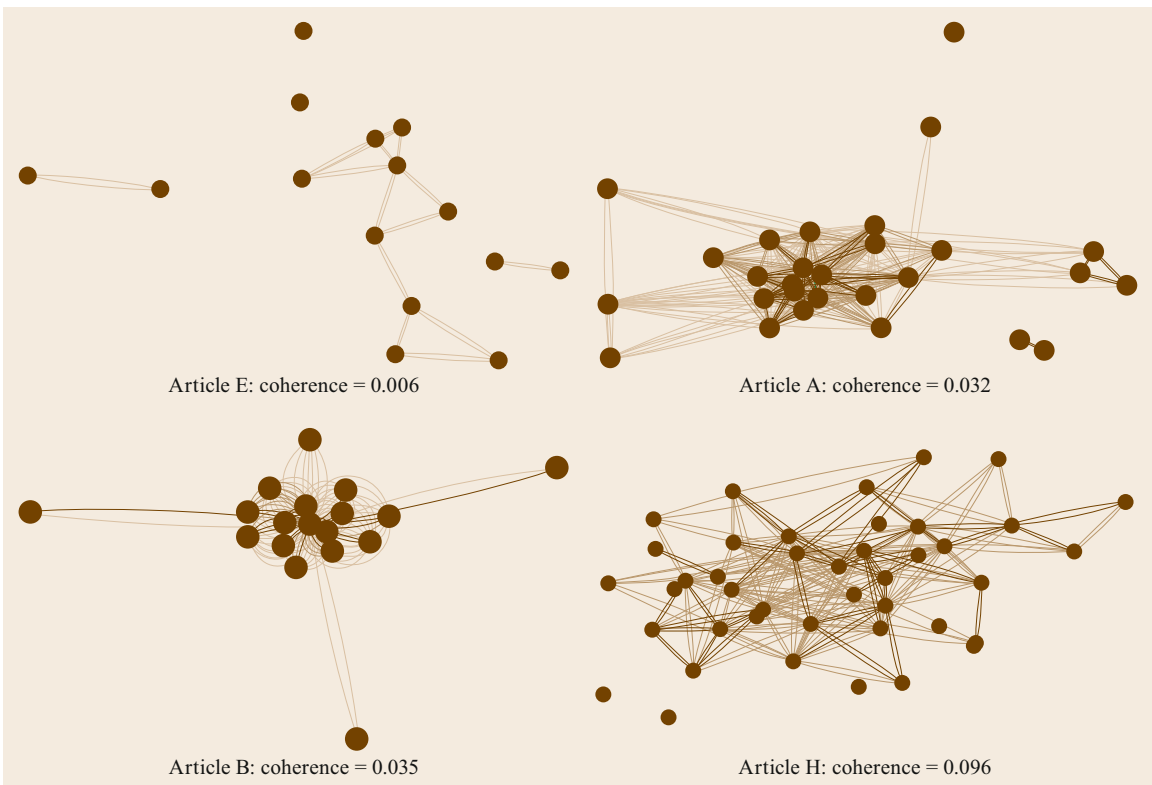 Article E: coherence = 0.006
Article A: coherence = 0.032
Article B: coherence = 0.035
Article H: coherence = 0.096